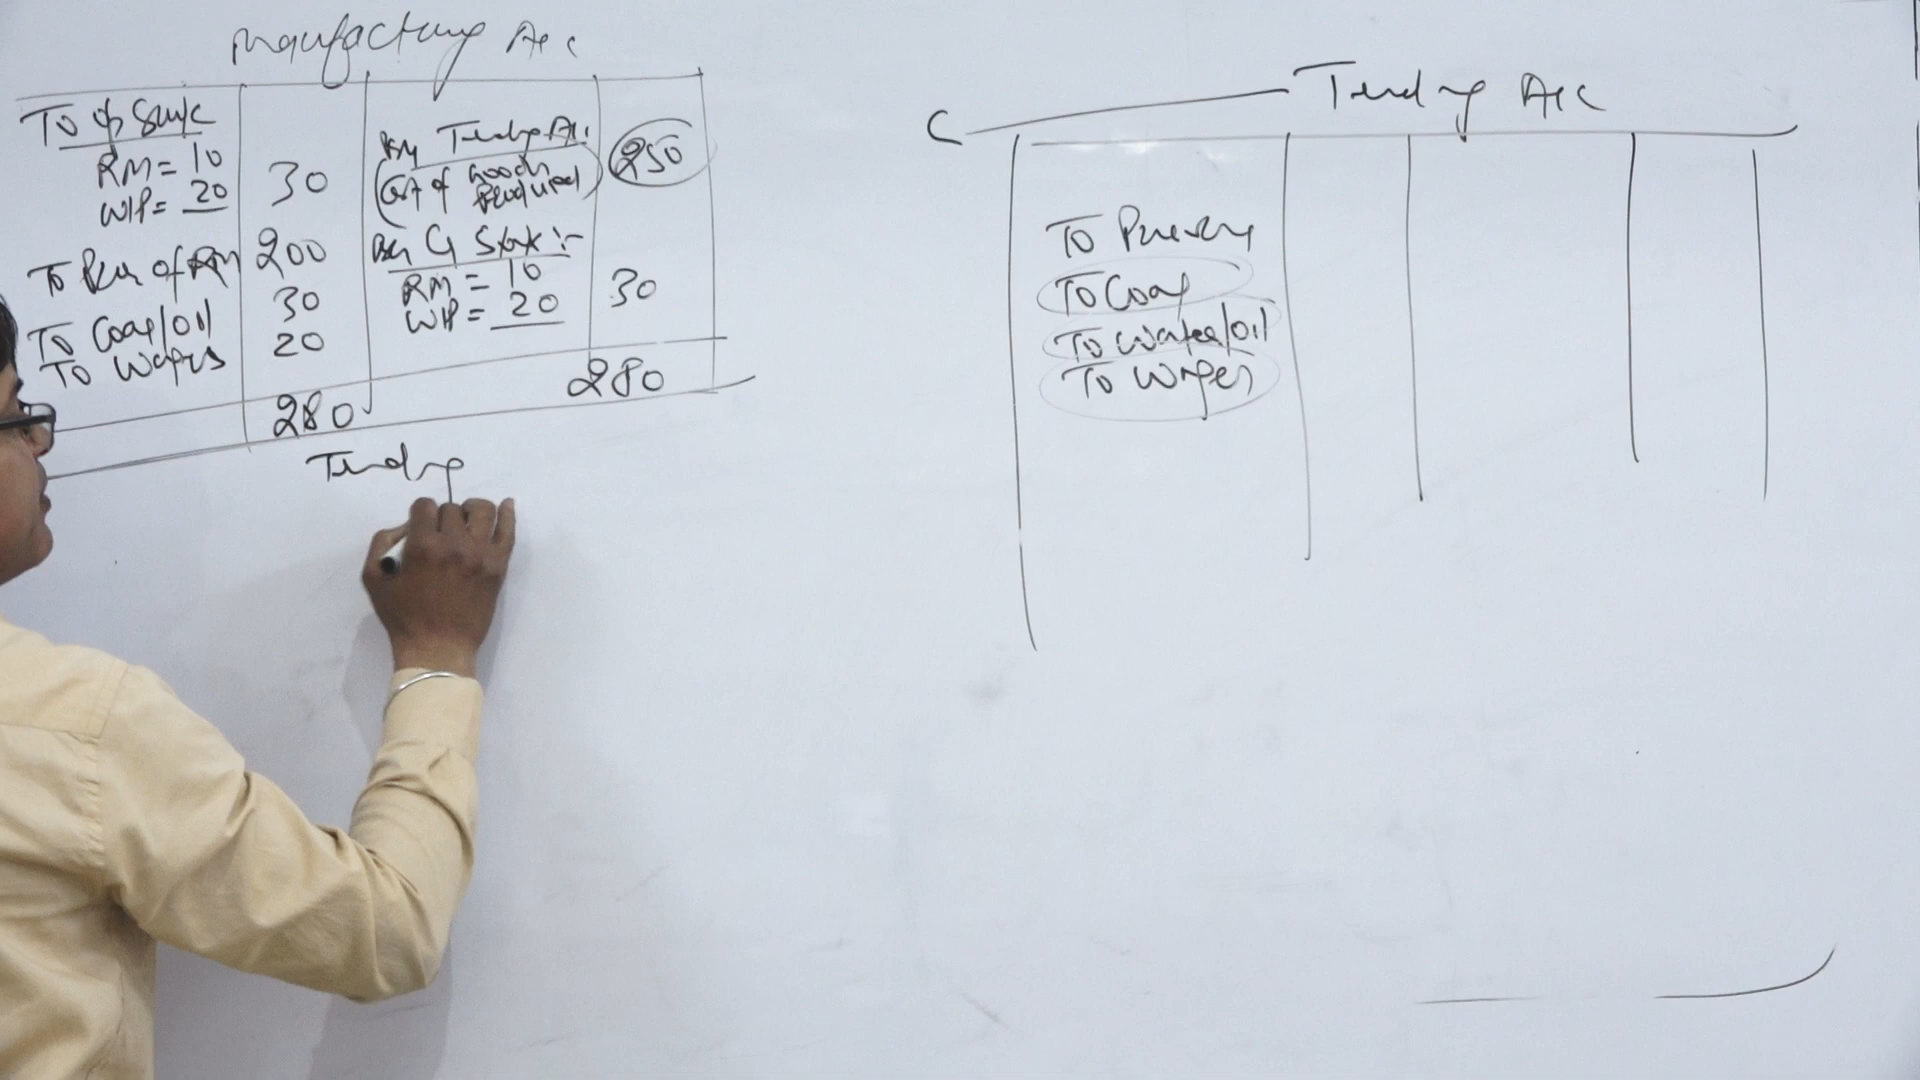 Manufacturing A/c
To op Stock
RM = 10
WIP = 20
30
To Pur of RM 200
To Coal/Oil 30
To Wages 20
280
By Trading A/c.
(Cost of Goods Produced)
250
By Cl Stock :-
RM = 10
WIP = 20
30
280
Trading
Trading A/c
To Purchase
To Coal
To Water/Oil
To Wages